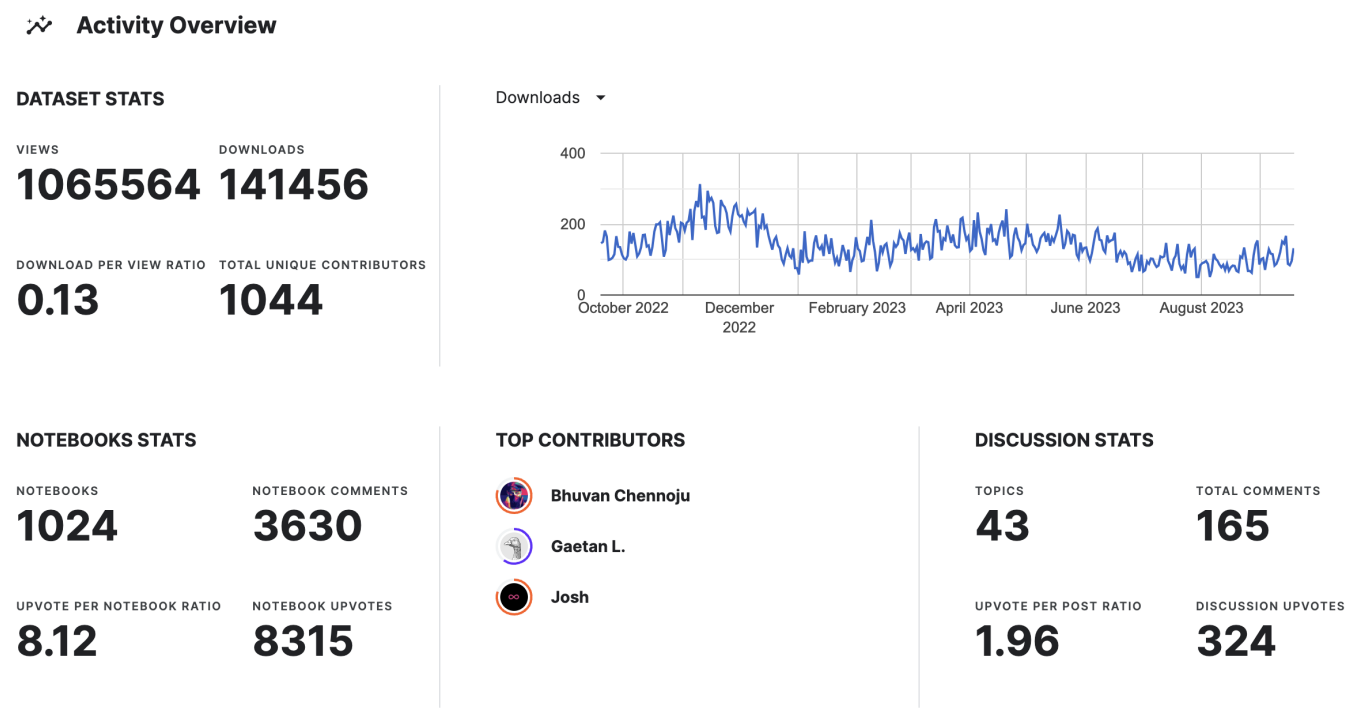 Activity Overview
DATASET STATS
VIEWS
1065564
DOWNLOADS
141456
DOWNLOAD PER VIEW RATIO
0.13
TOTAL UNIQUE CONTRIBUTORS
1044
Downloads
400
200
0
October 2022
December
2022
February 2023
April 2023
June 2023
August 2023
NOTEBOOKS STATS
NOTEBOOKS
1024
NOTEBOOK COMMENTS
3630
UPVOTE PER NOTEBOOK RATIO
8.12
NOTEBOOK UPVOTES
8315
TOP CONTRIBUTORS
Bhuvan Chennoju
Gaetan L.
Josh
DISCUSSION STATS
TOPICS
43
TOTAL COMMENTS
165
UPVOTE PER POST RATIO
1.96
DISCUSSION UPVOTES
324